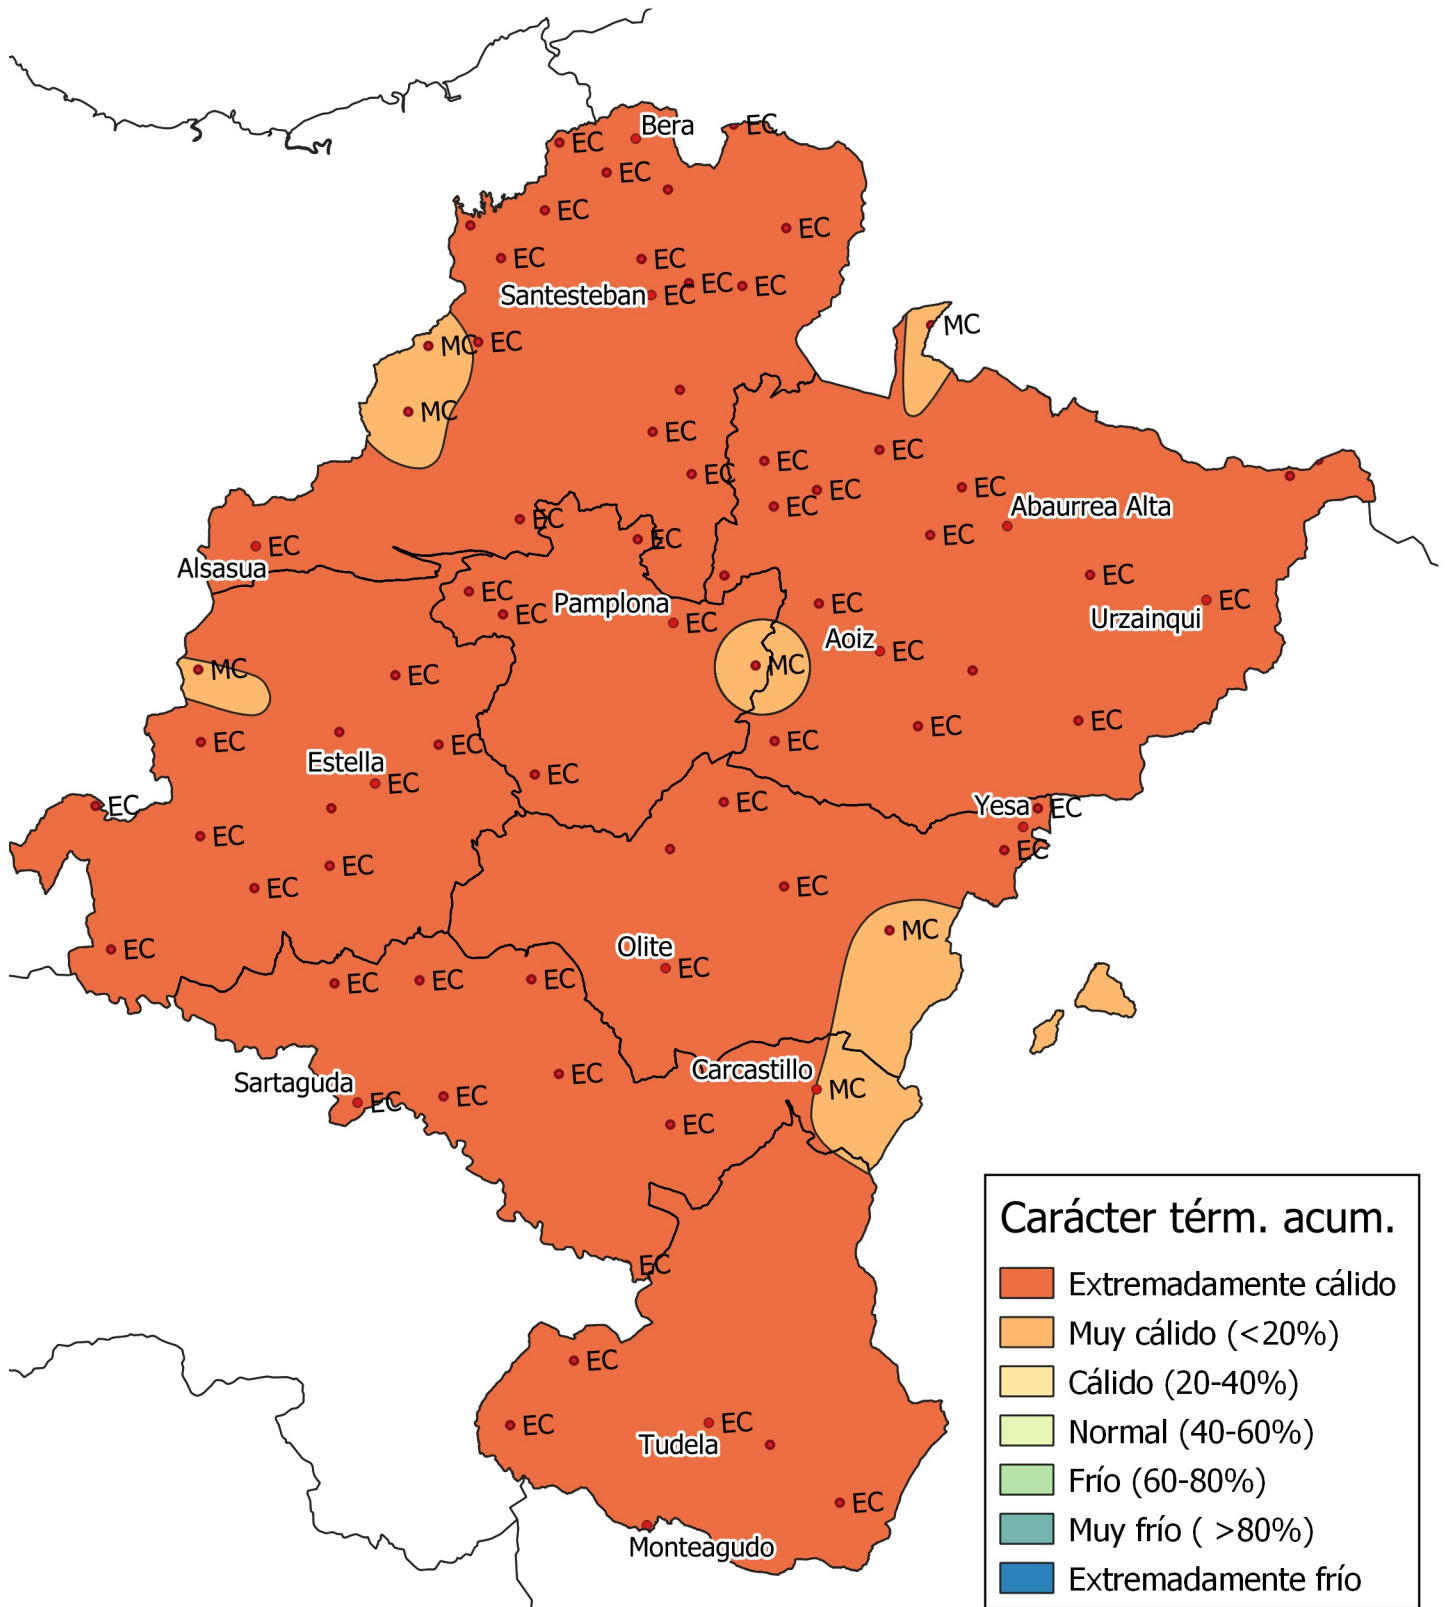 Bera
EC
EC
EC
EC
EC
EC
EC
EC
EC
Santesteban
EC
MC
MC
EC
MC
EC
EC
EC
EC
EC
EC
EC
Abaurrea Alta
EC
EC
EC
EC
Alsasua
EC
EC
EC
Pamplona
EC
EC
EC
Urzainqui
Aoiz
EC
MC
MC
EC
EC
EC
EC
EC
EC
Estella
EC
EC
EC
EC
Yesa
EC
EC
EC
EC
EC
EC
MC
EC
Olite
EC
EC
EC
EC
Carcastillo
EC
Sartaguda
EC
EC
MC
EC
EC
EC
EC
EC
Tudela
EC
Monteagudo
Carácter térm. acum.
Extremadamente cálido
Muy cálido (<20%)
Cálido (20-40%)
Normal (40-60%)
Frío (60-80%)
Muy frío ( >80%)
Extremadamente frío